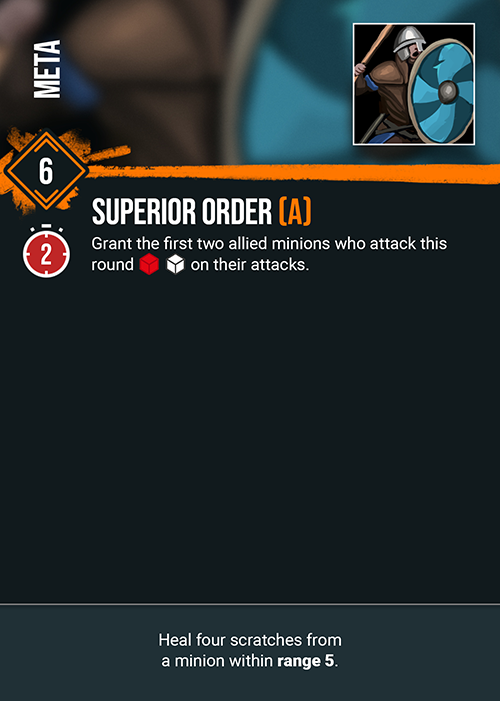 META
6
SUPERIOR ORDER (A)
2
Grant the first two allied minions who attack this
round on their attacks.
Heal four scratches from
a minion within range 5.